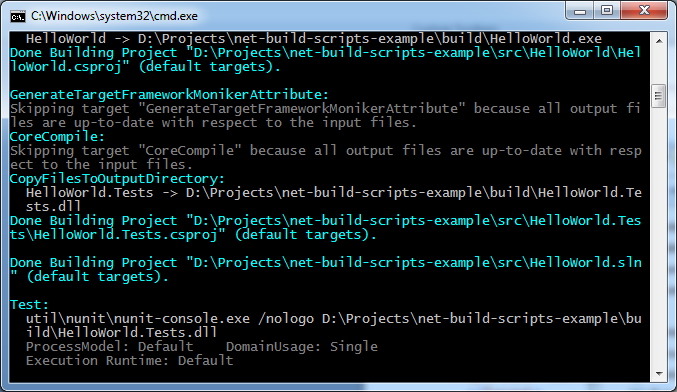 C:\Windows\system32\cmd.exe
HelloWorld -> D:\Projects\net-build-scripts-example\build\HelloWorld.exe
Done Building Project "D:\Projects\net-build-scripts-example\src\HelloWorld\Hel
loWorld.csproj" (default targets).
GenerateTargetFrameworkMonikerAttribute:
Skipping target "GenerateTargetFrameworkMonikerAttribute" because all output fi
les are up-to-date with respect to the input files.
CoreCompile:
Skipping target "CoreCompile" because all output files are up-to-date with resp
ect to the input files.
CopyFilesToOutputDirectory:
HelloWorld.Tests -> D:\Projects\net-build-scripts-example\build\HelloWorld.Te
sts.dll
Done Building Project "D:\Projects\net-build-scripts-example\src\HelloWorld.Tes
ts\HelloWorld.Tests.csproj" (default targets).
Done Building Project "D:\Projects\net-build-scripts-example\src\HelloWorld.sln
" (default targets).
Test:
util\nunit\nunit-console.exe /nologo D:\Projects\net-build-scripts-example\bu
ild\HelloWorld.Tests.dll
ProcessModel: Default    DomainUsage: Single
Execution Runtime: Default